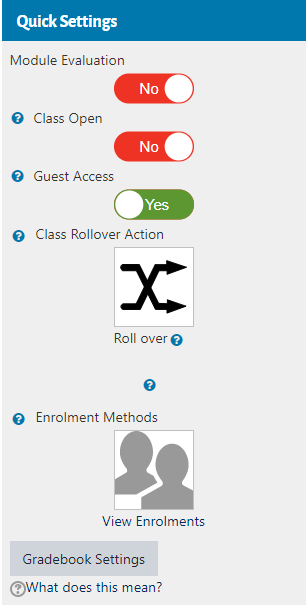 Quick Settings
Module Evaluation
No
? Class Open
No
? Guest Access
Yes
? Class Rollover Action
Roll over ?
?
? Enrolment Methods
View Enrolments
Gradebook Settings
? What does this mean?